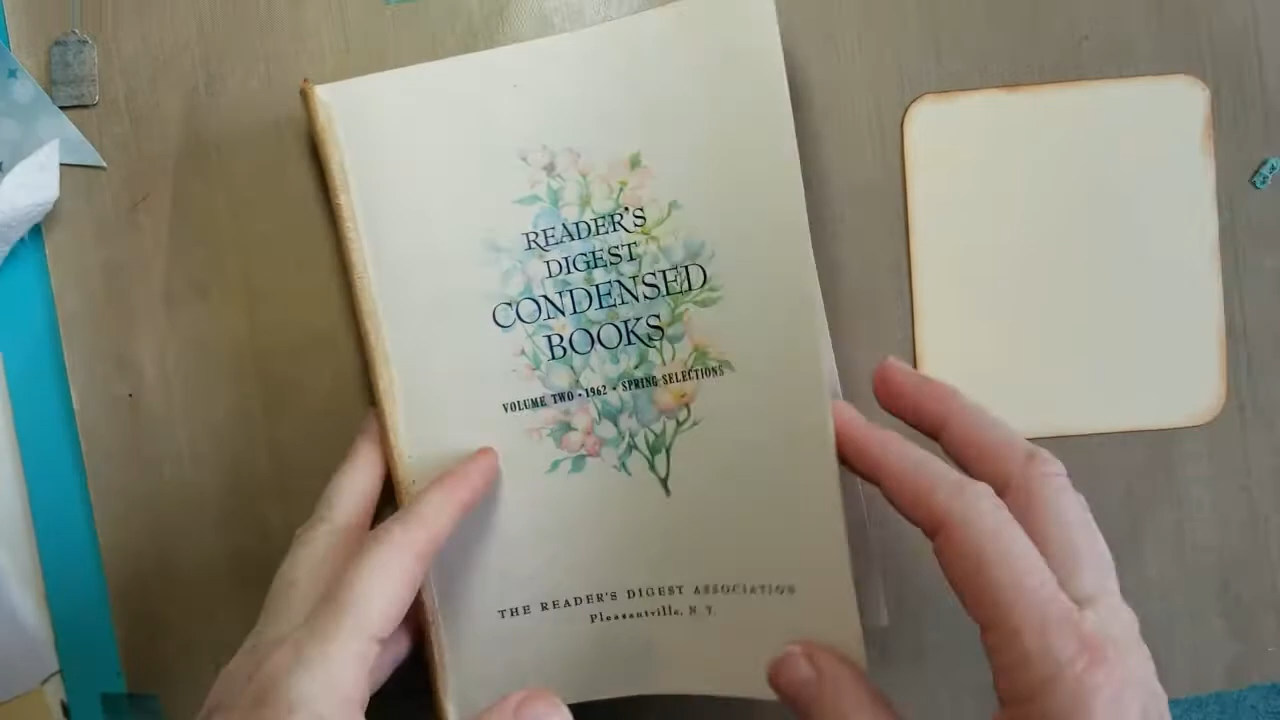 READER'S
DIGEST
CONDENSED
BOOKS
VOLUME TWO • 1962 • SPRING SELECTIONS
THE READER'S DIGEST ASSOCIATION
Pleasantville, N. Y.